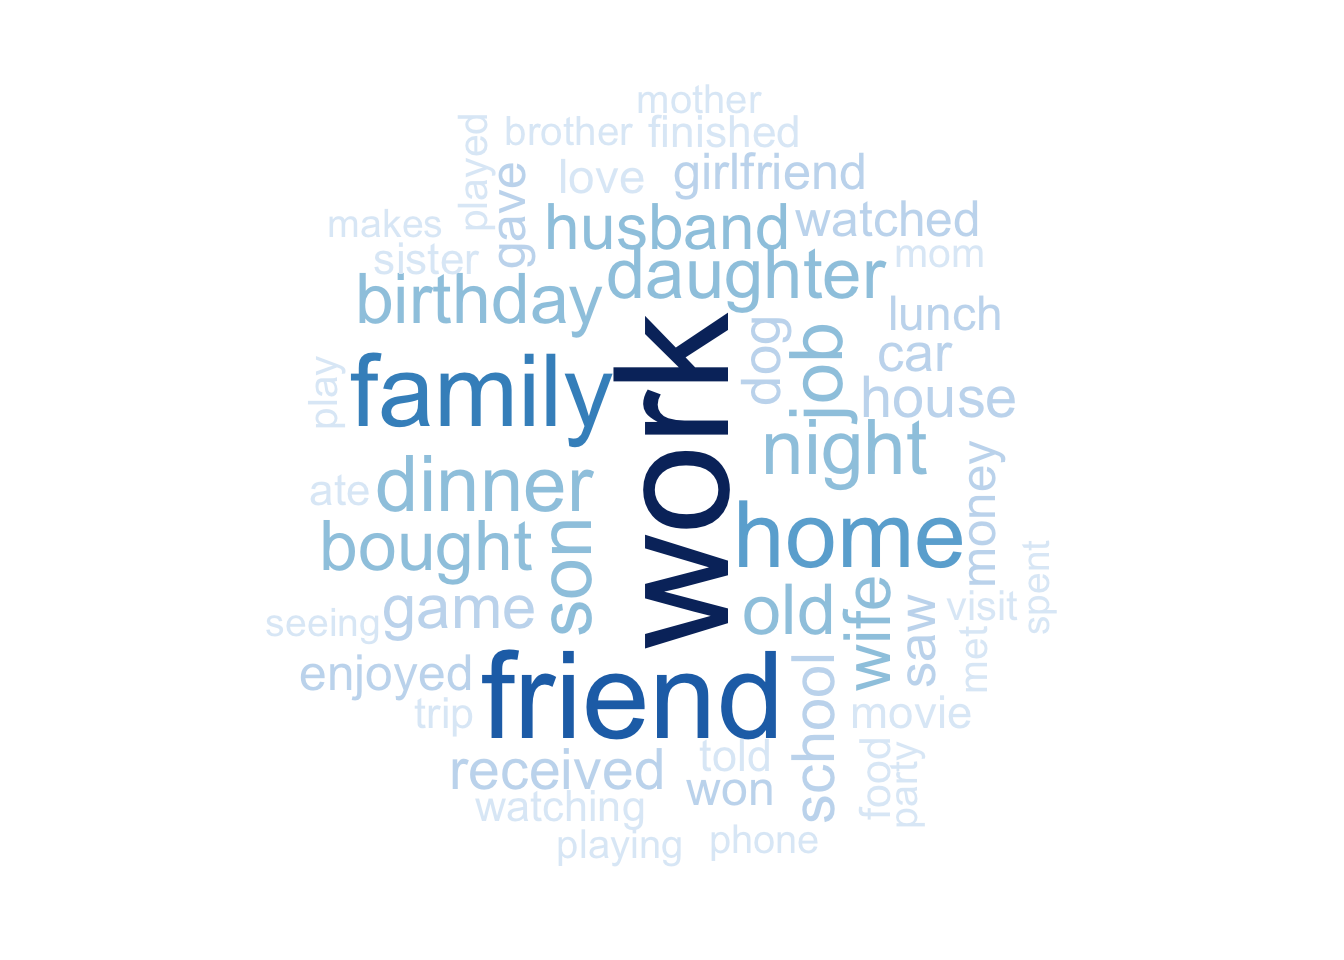 mother
played
brother
finished
gave
love
girlfriend
makes
husband
watched
sister
daughter
mom
birthday
lunch
dog
job
car
play
family
work
house
night
dinner
ate
money
bought
son
home
spent
old
wife
saw
visit
seeing
game
met
enjoyed
friend
school
trip
movie
received
told
won
food
party
watching
playing
phone